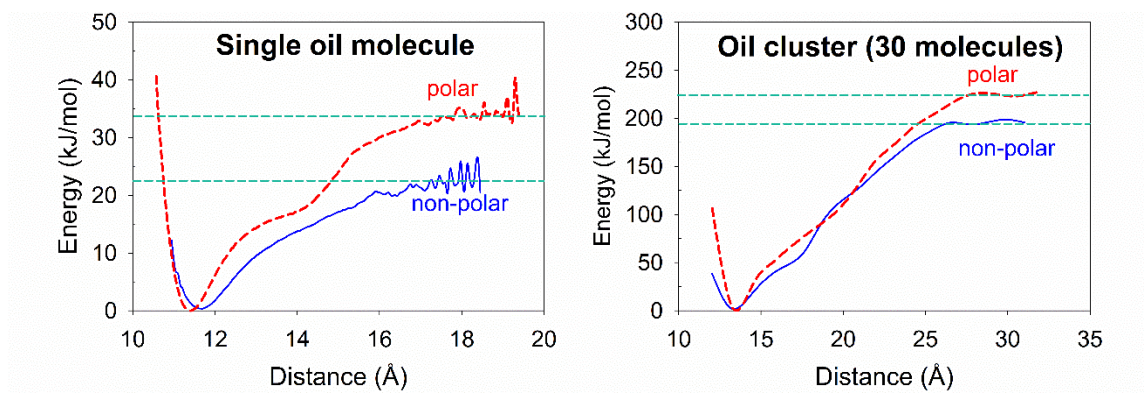 Single oil molecule
Energy (kJ/mol)
50
40
30
20
10
0
polar
non-polar
10
12
14
16
18
20
Distance (Å)
Oil cluster (30 molecules)
Energy (kJ/mol)
300
250
200
150
100
50
0
polar
non-polar
10
15
20
25
30
35
Distance (Å)